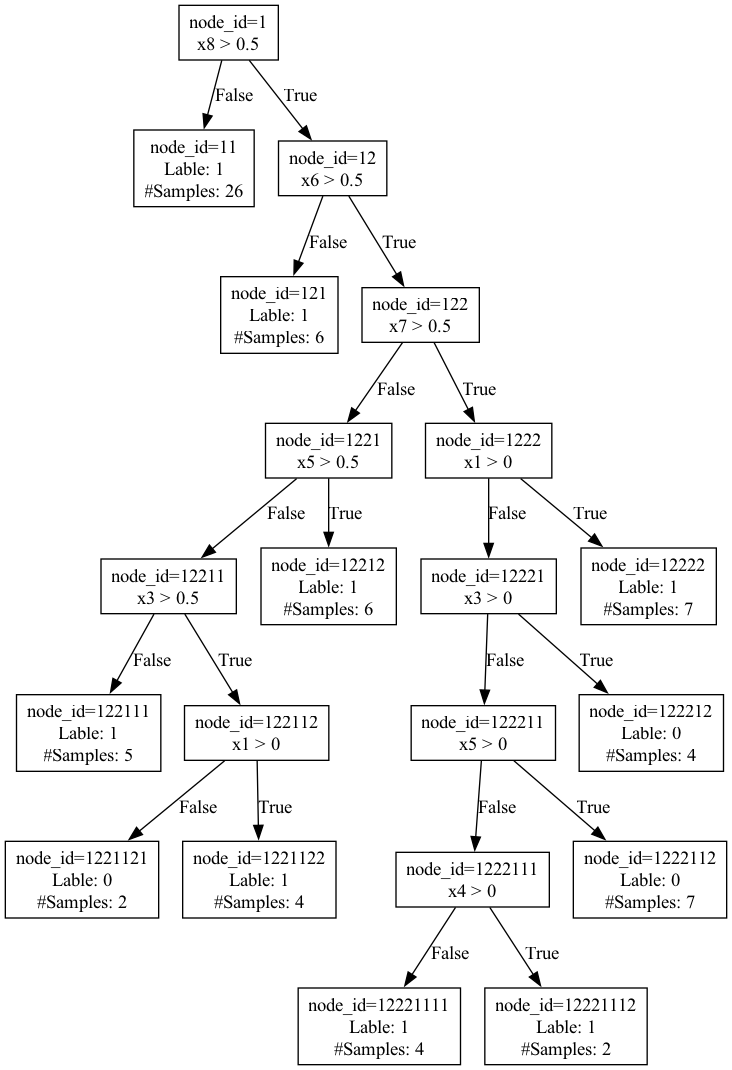 node_id=1
x8 > 0.5
False
True
node_id=11
Lable: 1
#Samples: 26
node_id=12
x6 > 0.5
False
True
node_id=121
Lable: 1
#Samples: 6
node_id=122
x7 > 0.5
False
True
node_id=1221
x5 > 0.5
node_id=1222
x1 > 0
False
True
False
True
node_id=12211
x3 > 0.5
node_id=12212
Lable: 1
#Samples: 6
node_id=12221
x3 > 0
node_id=12222
Lable: 1
#Samples: 7
False
True
False
True
node_id=122111
Lable: 1
#Samples: 5
node_id=122112
x1 > 0
node_id=122211
x5 > 0
node_id=122212
Lable: 0
#Samples: 4
False
True
False
True
node_id=1221121
Lable: 0
#Samples: 2
node_id=1221122
Lable: 1
#Samples: 4
node_id=1222111
x4 > 0
node_id=1222112
Lable: 0
#Samples: 7
False
True
node_id=12221111
Lable: 1
#Samples: 4
node_id=12221112
Lable: 1
#Samples: 2